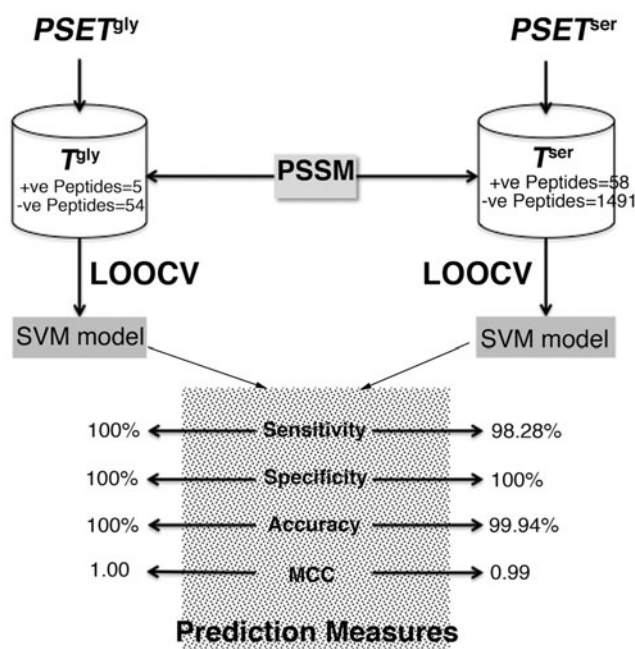 PSETgly PSETser
Tgly
+ve Peptides=5
-ve Peptides=54
PSSM
Tser
+ve Peptides=58
-ve Peptides=1491
LOOCV LOOCV
SVM model SVM model
100% Sensitivity 98.28%
100% Specificity 100%
100% Accuracy 99.94%
1.00 MCC 0.99
Prediction Measures